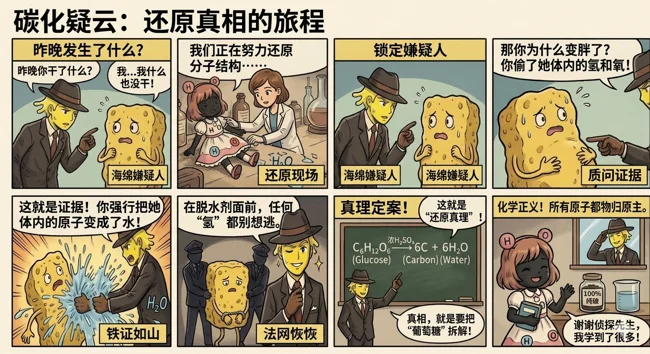 碳化疑云：还原真相的旅程
昨晚发生了什么？
昨晚你干了什么？
我...我什么
也没干！
海绵嫌疑人
我们正在努力还原
分子结构……
H
H
O
H₂O
还原现场
锁定嫌疑人
海绵嫌疑人
海绵嫌疑人
那你为什么变胖了？
你偷了她体内的氢和氧！
质问证据
这就是证据！你强行把她
体内的原子变成了水！
H₂O
铁证如山
在脱水剂面前，任何
“氢”都别想逃。
法网恢恢
真理定案！
这就是
“还原真理”！
浓H₂SO₄
C₆H₁₂O₆ → 6C + 6H₂O
(Glucose) (Carbon) (Water)
真相，就是要把
“葡萄糖”拆解！
化学正义！所有原子都物归原主。
H
O
100%
纯碳
H
O
谢谢侦探先生，
我学到了很多！